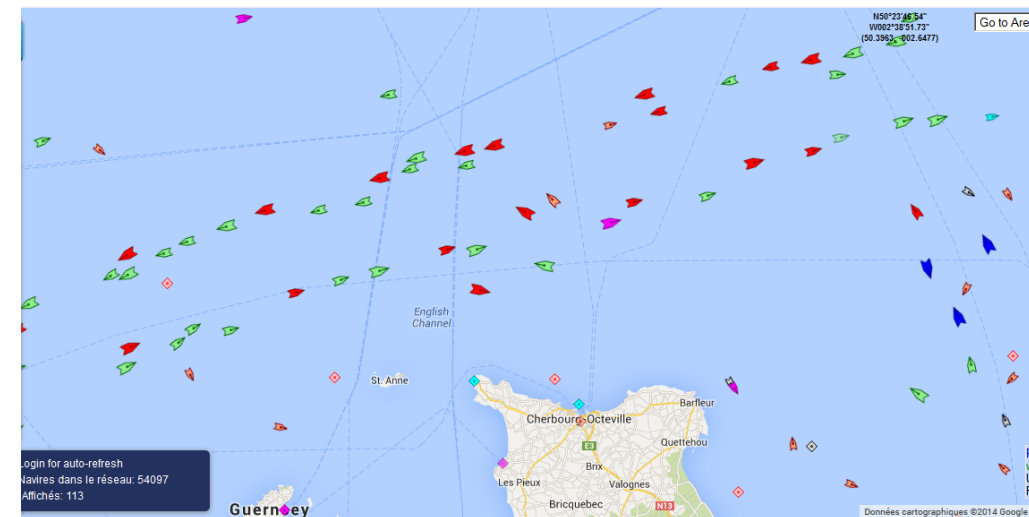 N50°23'46.54"
W002°38'51.73"
(50.3963, -002.6477)
Go to Are
English
Channel
St. Anne
Barfleur
Cherbourg-Octeville
Quettehou
E3
Brix
Les Pieux
Valognes
Bricquebec
N13
Guernsey
ogin for auto-refresh
Navires dans le réseau: 54097
Affichés: 113
Données cartographiques ©2014 Google